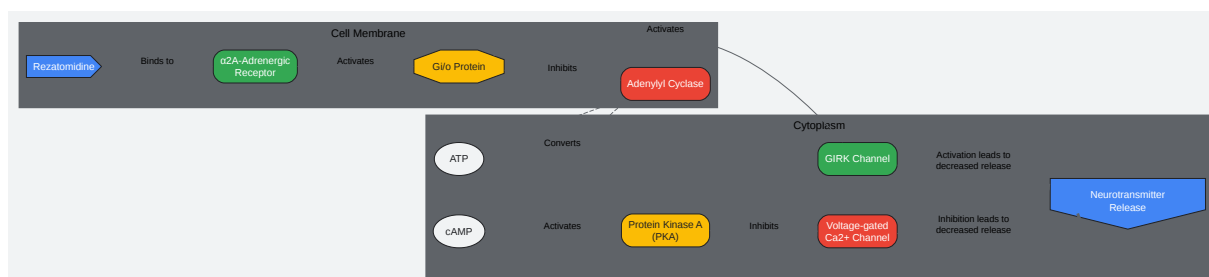 Cell Membrane
Activates
Rezatomidine
Binds to
α2A-Adrenergic
Receptor
Activates
Gi/o Protein
Inhibits
Adenylyl Cyclase
Cytoplasm
ATP
Converts
GIRK Channel
Activation leads to
decreased release
Neurotransmitter
Release
cAMP
Activates
Protein Kinase A
(PKA)
Inhibits
Voltage-gated
Ca2+ Channel
Inhibition leads to
decreased release